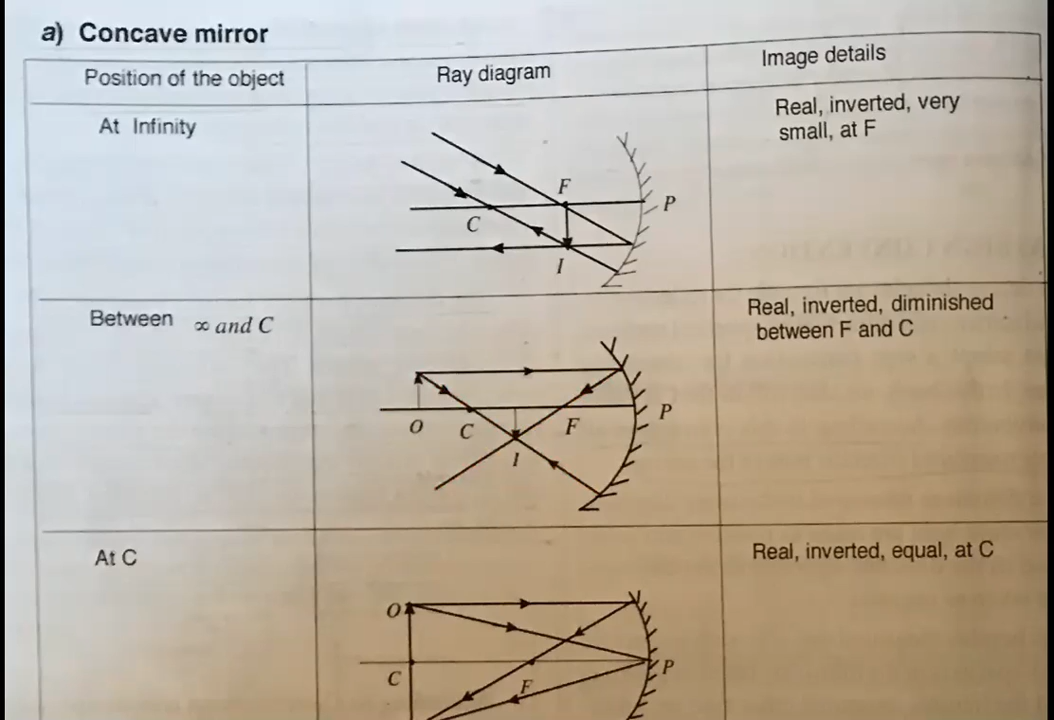 a) Concave mirror
Position of the object
Ray diagram
Image details
At Infinity
Real, inverted, very
small, at F
F
P
C
I
Between ∞ and C
Real, inverted, diminished
between F and C
O
C
F
P
I
At C
Real, inverted, equal, at C
O
C
F
P